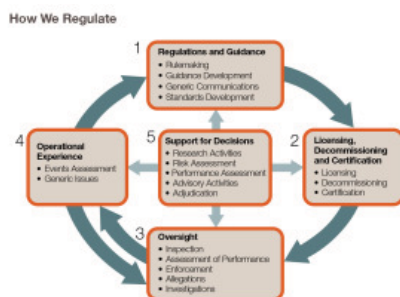 How We Regulate
1
Regulations and Guidance
• Rulemaking
• Guidance Development
• Generic Communications
• Standards Development
4
Operational
Experience
• Events Assessment
• Generic Issues
5
Support for Decisions
• Research Activities
• Risk Assessment
• Performance Assessment
• Advisory Activities
• Adjudication
2
Licensing,
Decommissioning
and Certification
• Licensing
• Decommissioning
• Certification
3
Oversight
• Inspection
• Assessment of Performance
• Enforcement
• Allegations
• Investigations